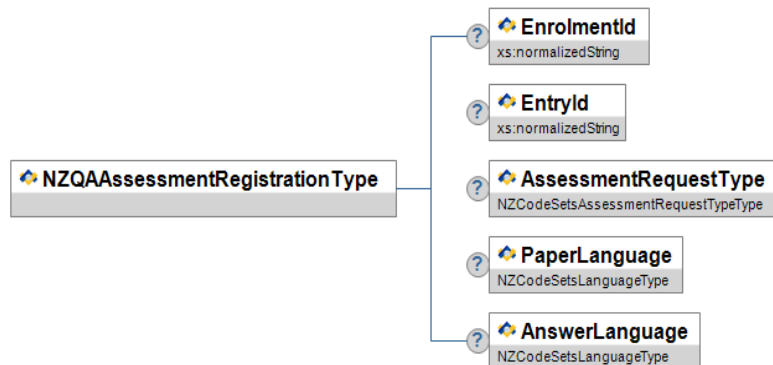 ? EnrolmentId
xs:normalizedString
? EntryId
xs:normalizedString
NZQAAssessmentRegistrationType
? AssessmentRequestType
NZCodeSetsAssessmentRequestTypeType
? PaperLanguage
NZCodeSetsLanguageType
? AnswerLanguage
NZCodeSetsLanguageType